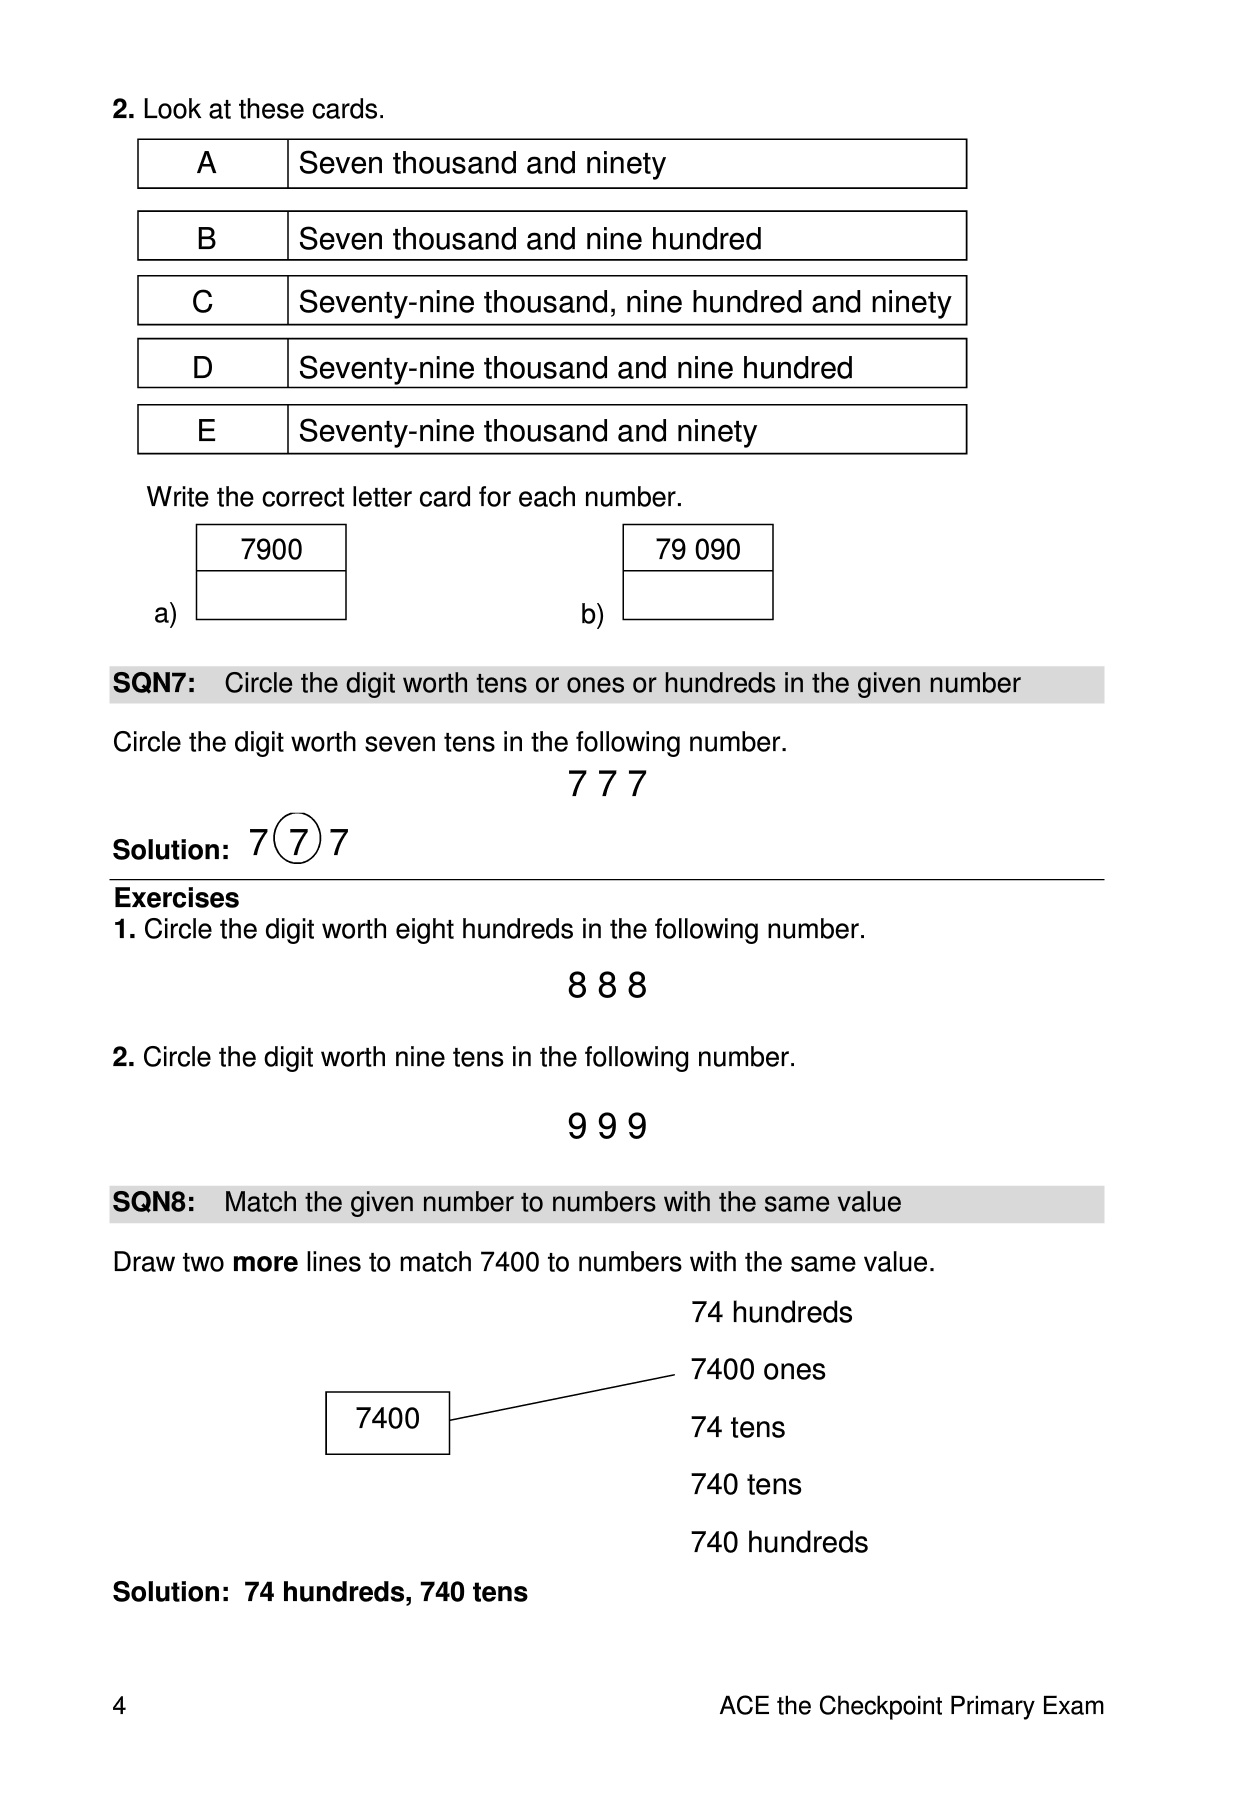 2. Look at these cards.
A Seven thousand and ninety
B Seven thousand and nine hundred
C Seventy-nine thousand, nine hundred and ninety
D Seventy-nine thousand and nine hundred
E Seventy-nine thousand and ninety
Write the correct letter card for each number.
7900 79 090
a) b)
SQN7: Circle the digit worth tens or ones or hundreds in the given number
Circle the digit worth seven tens in the following number.
7 7 7
Solution: 7 7 7
Exercises
1. Circle the digit worth eight hundreds in the following number.
8 8 8
2. Circle the digit worth nine tens in the following number.
9 9 9
SQN8: Match the given number to numbers with the same value
Draw two more lines to match 7400 to numbers with the same value.
74 hundreds
7400 ones
7400
74 tens
740 tens
740 hundreds
Solution: 74 hundreds, 740 tens
4 ACE the Checkpoint Primary Exam